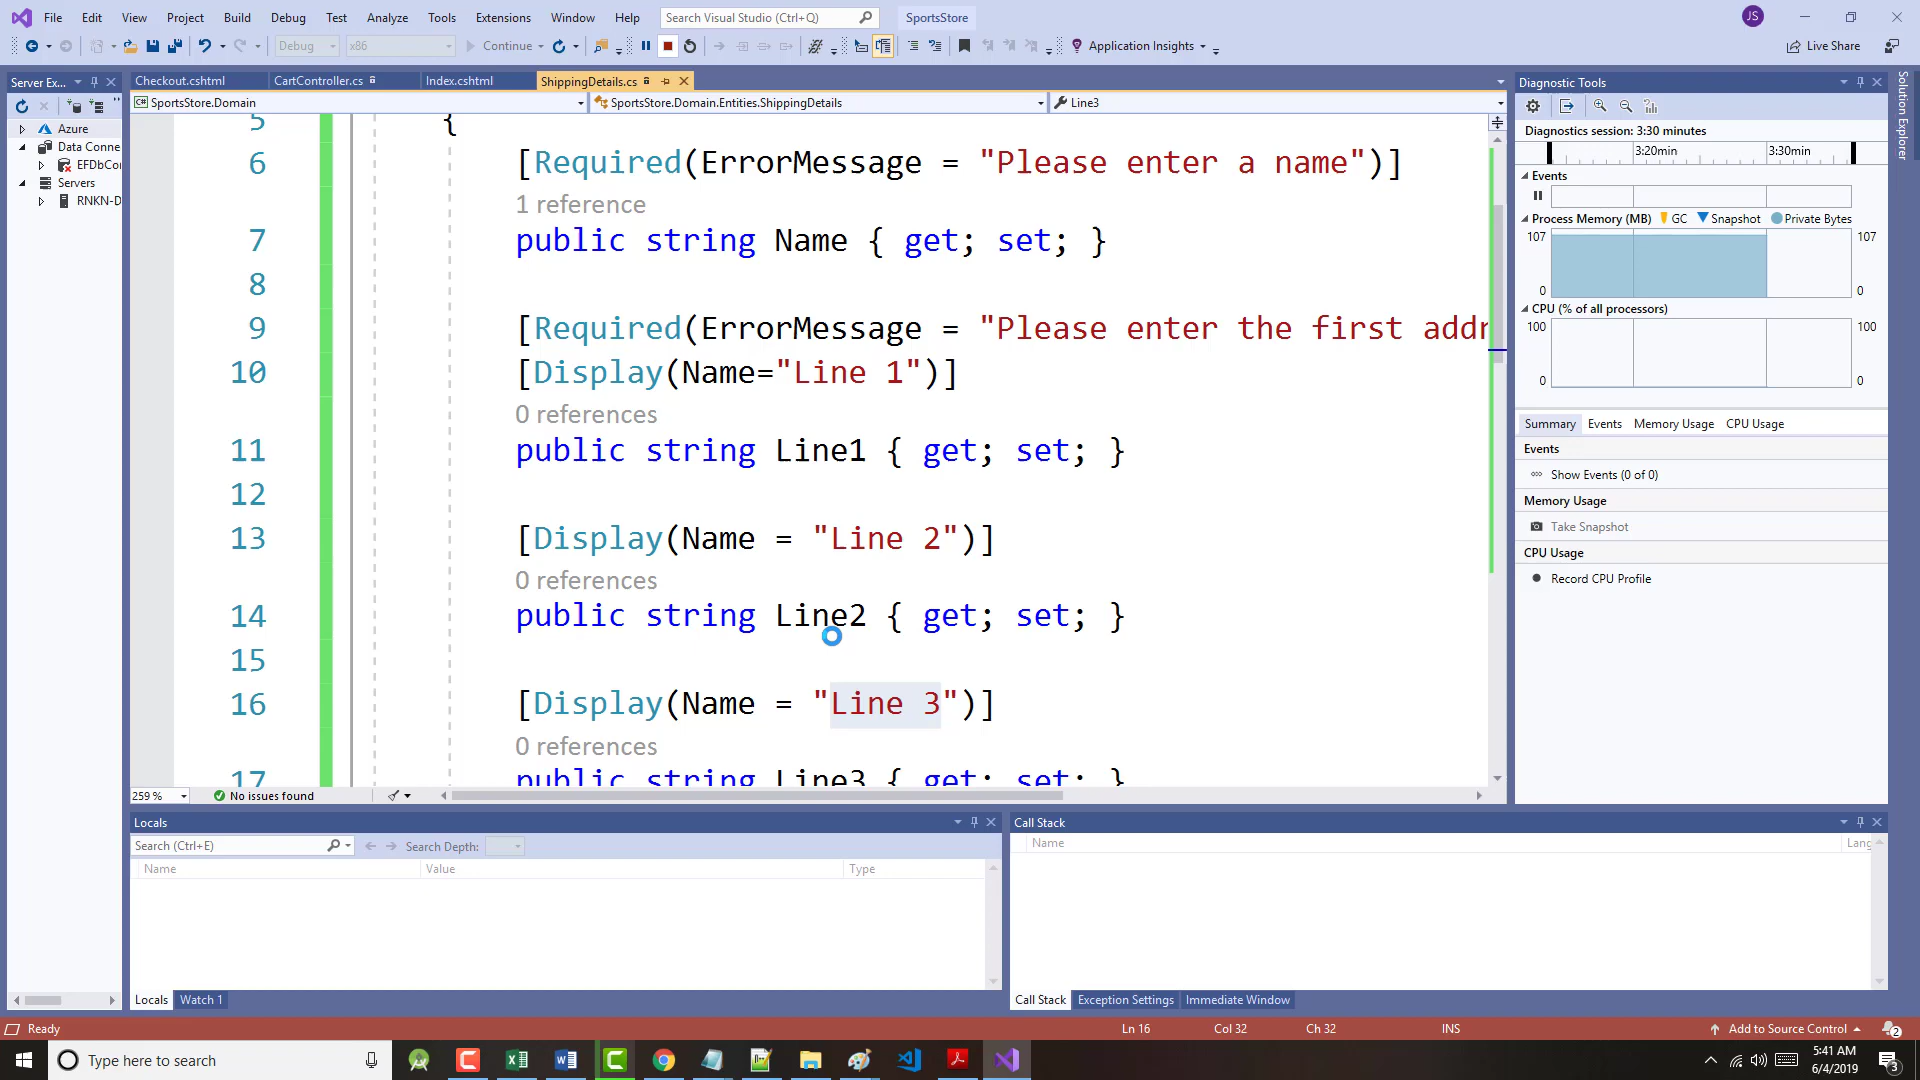 File Edit View Project Build Debug Test Analyze Tools Extensions Window Help Search Visual Studio (Ctrl+Q) SportsStore JS
Debug x86 Continue Application Insights Live Share
Server Ex...
Azure
Data Conne
EFDbCo
Servers
RNKN-D
Checkout.cshtml CartController.cs Index.cshtml ShippingDetails.cs
SportsStore.Domain SportsStore.Domain.Entities.ShippingDetails Line3
5 {
6 [Required(ErrorMessage = "Please enter a name")]
1 reference
7 public string Name { get; set; }
8
9 [Required(ErrorMessage = "Please enter the first addr
10 [Display(Name="Line 1")]
0 references
11 public string Line1 { get; set; }
12
13 [Display(Name = "Line 2")]
0 references
14 public string Line2 { get; set; }
15
16 [Display(Name = "Line 3")]
0 references
17 public string Line3 { get; set; }
259 % No issues found
Diagnostic Tools
Diagnostics session: 3:30 minutes
3:20min 3:30min
Events
Process Memory (MB) GC Snapshot Private Bytes
107 107
0 0
CPU (% of all processors)
100 100
0 0
Summary Events Memory Usage CPU Usage
Events
Show Events (0 of 0)
Memory Usage
Take Snapshot
CPU Usage
Record CPU Profile
Solution Explorer
Locals
Search (Ctrl+E) Search Depth:
Name Value Type
Locals Watch 1
Call Stack
Name Lang
Call Stack Exception Settings Immediate Window
Ready Ln 16 Col 32 Ch 32 INS Add to Source Control 2
Type here to search
5:41 AM
6/4/2019
3